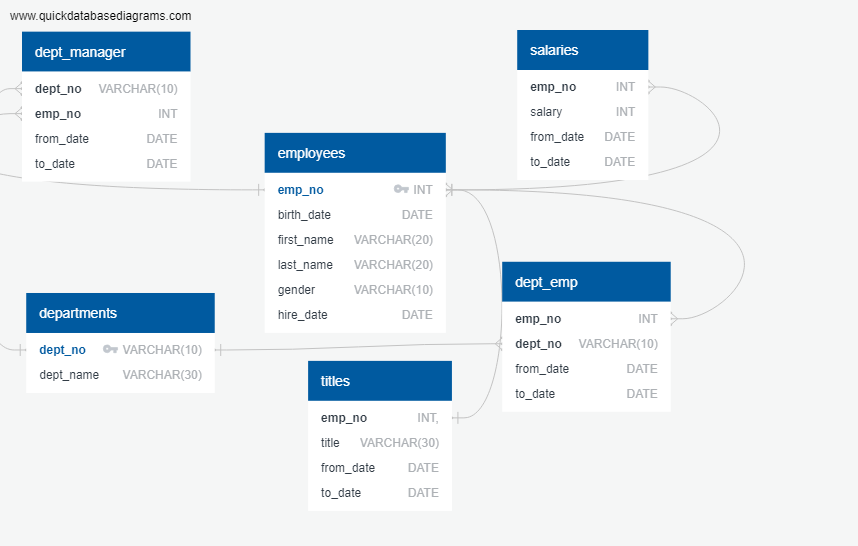 www.quickdatabasediagrams.com
dept_manager
dept_no VARCHAR(10)
emp_no INT
from_date DATE
to_date DATE
salaries
emp_no INT
salary INT
from_date DATE
to_date DATE
employees
emp_no INT
birth_date DATE
first_name VARCHAR(20)
last_name VARCHAR(20)
gender VARCHAR(10)
hire_date DATE
dept_emp
emp_no INT
dept_no VARCHAR(10)
from_date DATE
to_date DATE
departments
dept_no VARCHAR(10)
dept_name VARCHAR(30)
titles
emp_no INT,
title VARCHAR(30)
from_date DATE
to_date DATE